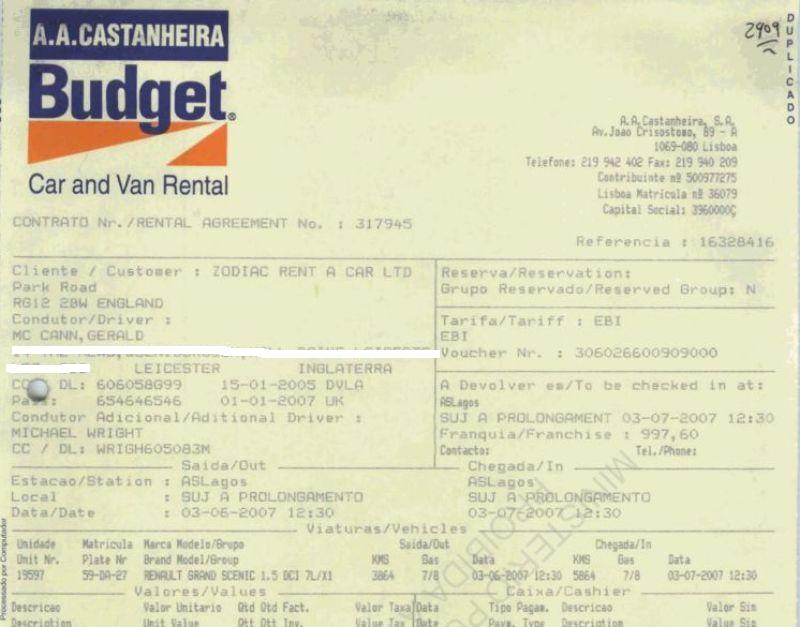 A.A.CASTANHEIRA
Budget®
Car and Van Rental
2909
DUPLICADO
A.A.Castanheira, S.A.
Av.Joao Crisostomo, 89 - A
1069-080 Lisboa
Telefone: 219 942 402 Fax: 219 940 209
Contribuinte nº 500977275
Lisboa Matricula nº 36079
Capital Social: 3960000Ç
CONTRATO Nr./RENTAL AGREEMENT No. : 317945
Referencia : 16328416
Cliente / Customer : ZODIAC RENT A CAR LTD
Park Road
RG12 2BW ENGLAND
Condutor/Driver :
MC CANN,GERALD
LEICESTER INGLATERRA
DL: 606058G99 15-01-2005 DVLA
654646546 01-01-2007 UK
Condutor Adicional/Aditional Driver :
MICHAEL WRIGHT
CC / DL: WRIGH605083M
Reserva/Reservation:
Grupo Reservado/Reserved Group: N
Tarifa/Tariff : EBI
EBI
Voucher Nr. : 306026600909000
A Devolver em/To be checked in at:
ASLagos
SUJ A PROLONGAMENT 03-07-2007 12:30
Franquia/Franchise : 997,60
Contacto: Tel./Phone:
Saida/Out Chegada/In
Estacao/Station : ASLagos ASLagos
Local : SUJ A PROLONGAMENTO SUJ A PROLONGAMENTO
Data/Date : 03-06-2007 12:30 03-07-2007 12:30
Viaturas/Vehicles
Unidade Matricula Marca Modelo/Grupo Saida/Out Chegada/In
Unit Nr. Plate Nr Brand Model/Group KMS Gas Data KMS Gas Data
19597 59-DA-27 RENAULT GRAND SCENIC 1.5 DCI 7L/X1 3864 7/8 03-06-2007 12:30 5864 7/8 03-07-2007 12:30
Valores/Values Caixa/Cashier
Descricao Valor Unitario Qtd Qtd Fact. Valor Taxa Data Tipo Pagam. Descricao Valor Sin
Description Unit Value Qtt Qtt Inv. Value Tax Date Paym. Type Description Value Sin
Processado por Computador
MINISTERIO PU
PROIBIDA